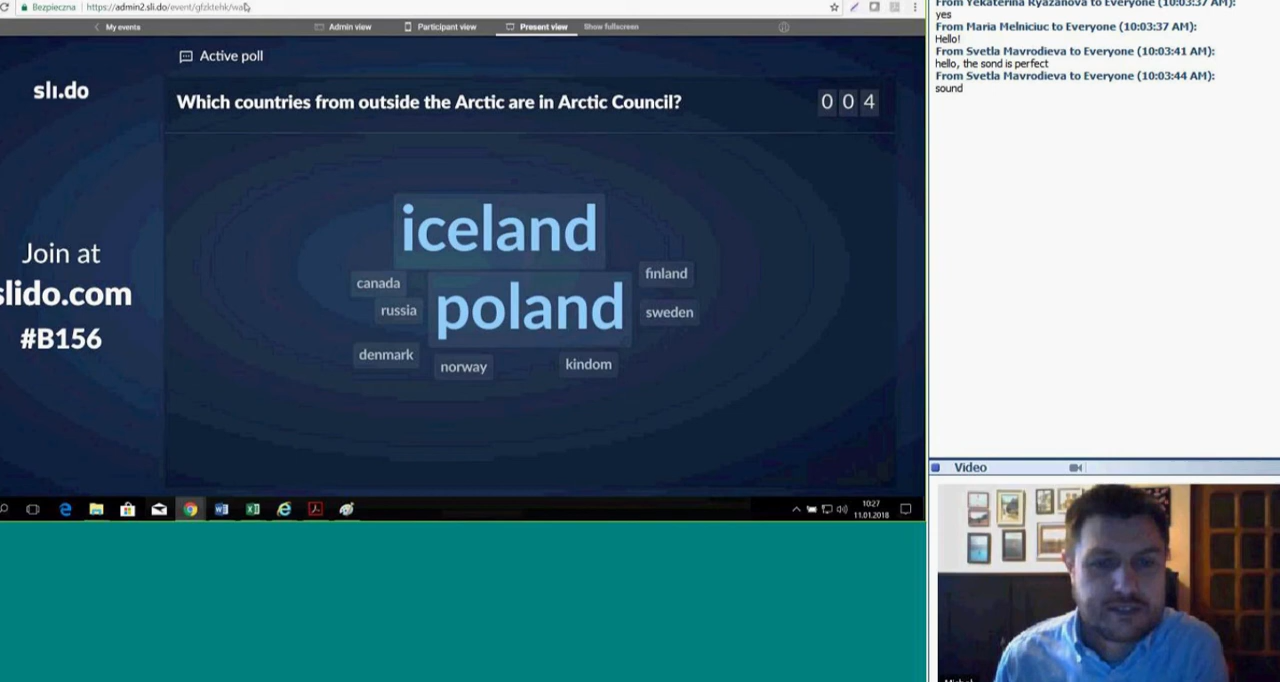 Bezpieczna
https://admin2.sli.do/event/gfzktehk/wall
My events
Admin view
Participant view
Present view
Show fullscreen
Active poll
sli.do
Which countries from outside the Arctic are in Arctic Council?
004
iceland
canada
finland
russia
poland
sweden
denmark
norway
kindom
Join at
slido.com
#B156
10:27
11.01.2018
From Yekaterina Ryazanova to Everyone (10:03:37 AM):
yes
From Maria Melniciuc to Everyone (10:03:37 AM):
Hello!
From Svetla Mavrodieva to Everyone (10:03:41 AM):
hello, the sond is perfect
From Svetla Mavrodieva to Everyone (10:03:44 AM):
sound
Video